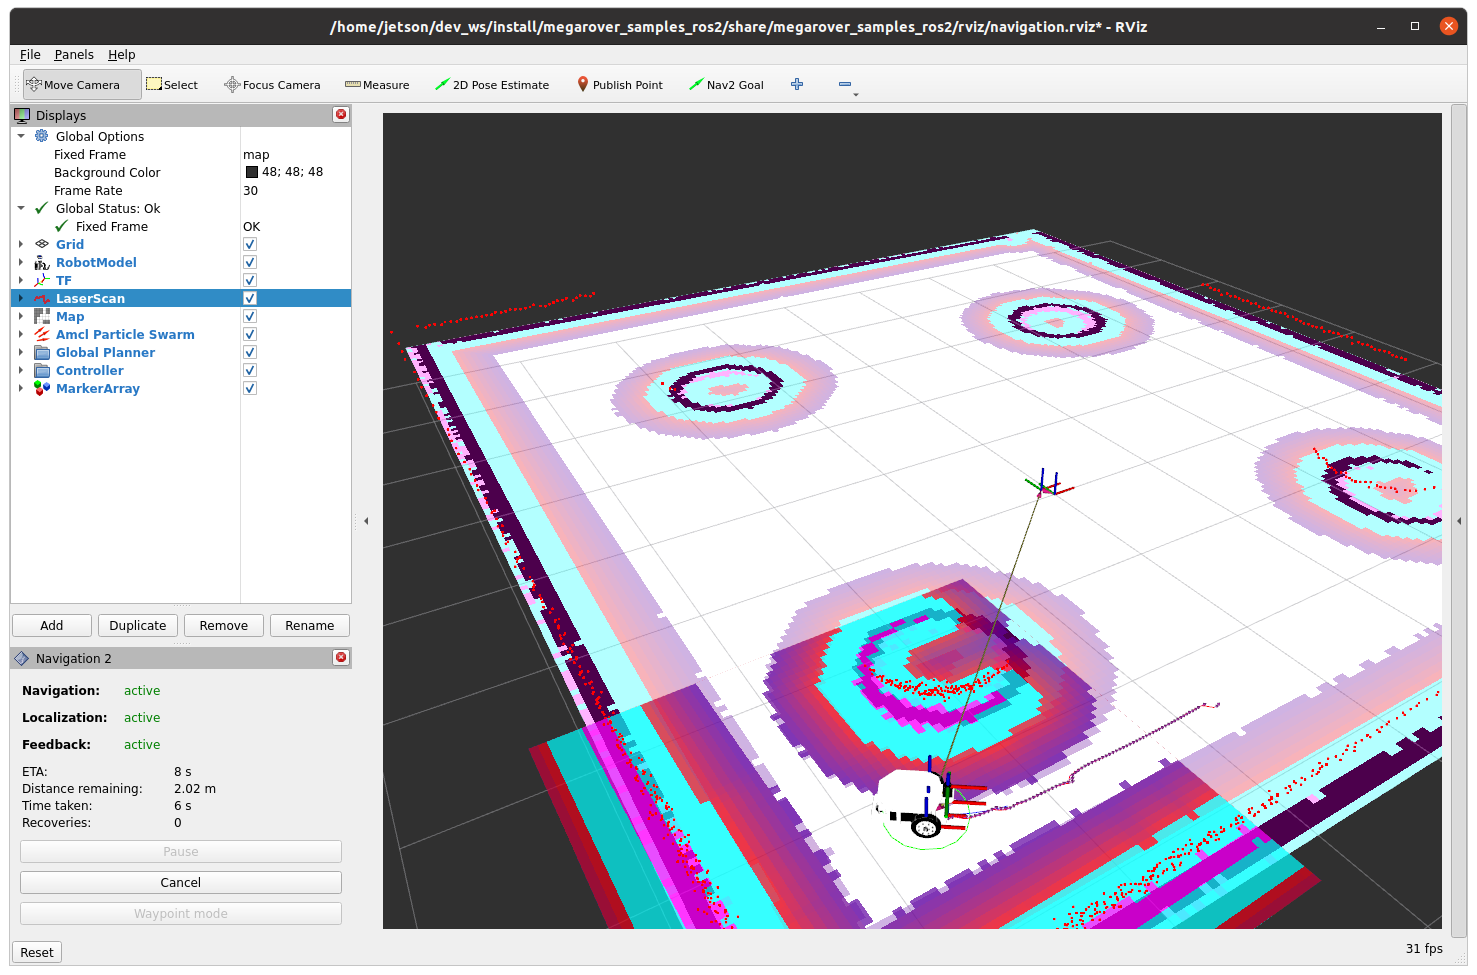 /home/jetson/dev_ws/install/megarover_samples_ros2/share/megarover_samples_ros2/rviz/navigation.rviz* - RViz
File Panels Help
Move Camera Select Focus Camera Measure 2D Pose Estimate Publish Point Nav2 Goal
Displays
Global Options
Fixed Frame map
Background Color 48; 48; 48
Frame Rate 30
Global Status: Ok
Fixed Frame OK
Grid
RobotModel
TF
LaserScan
Map
Amcl Particle Swarm
Global Planner
Controller
MarkerArray
Add Duplicate Remove Rename
Navigation 2
Navigation: active
Localization: active
Feedback: active
ETA: 8 s
Distance remaining: 2.02 m
Time taken: 6 s
Recoveries: 0
Pause
Cancel
Waypoint mode
Reset 31 fps